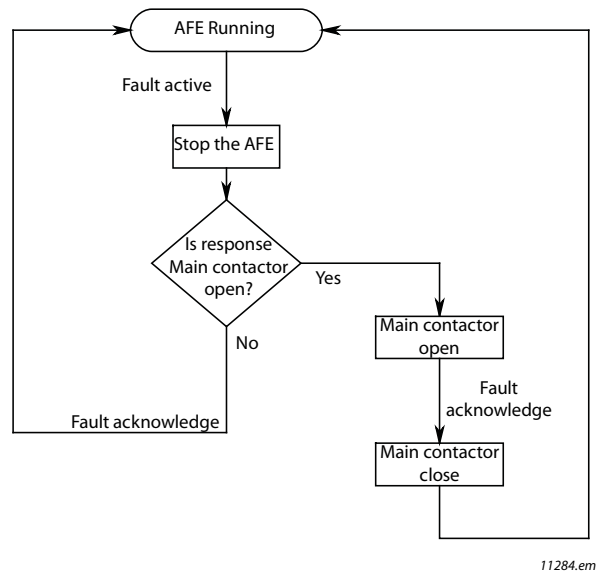 AFE Running
Fault active
Stop the AFE
Is response
Main contactor
open?
Yes
No
Main contactor
open
Fault
acknowledge
Fault acknowledge
Main contactor
close
11284.em